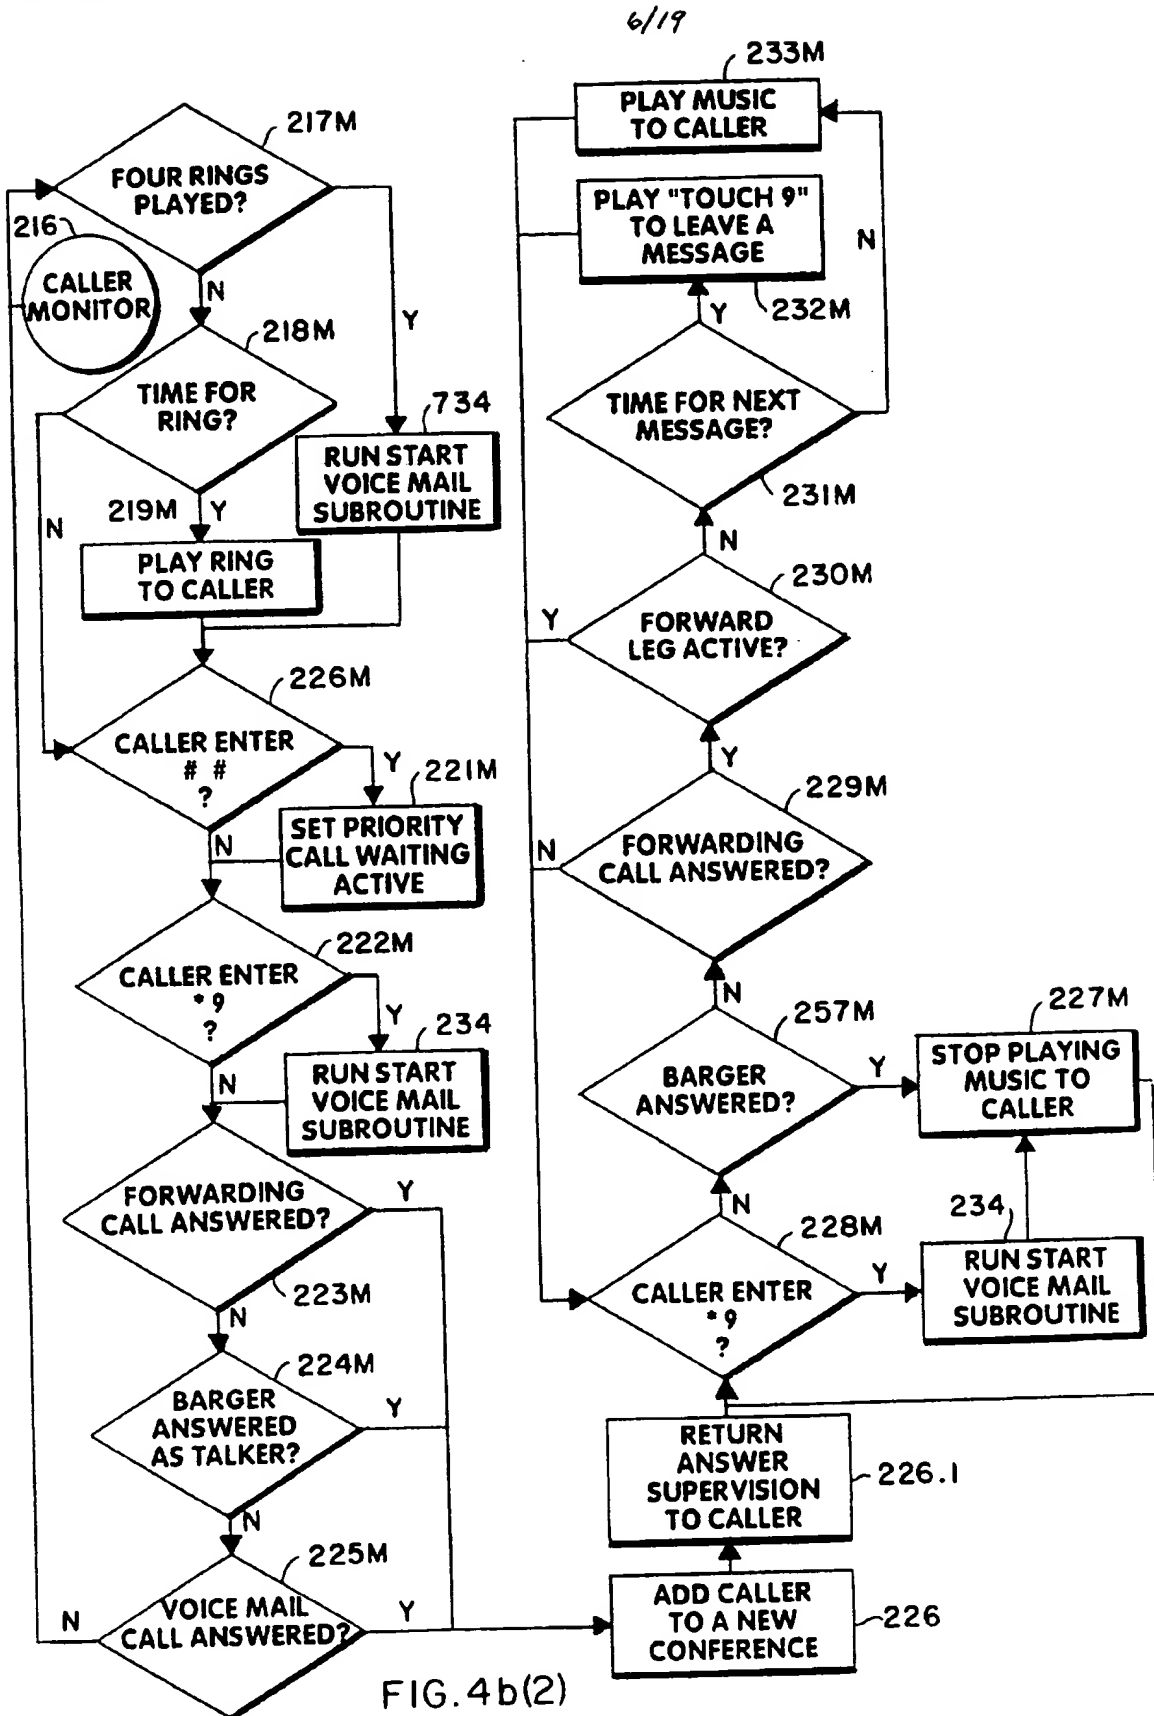 6/19
217M
FOUR RINGS
PLAYED?
216
CALLER
MONITOR
N
Y
218M
TIME FOR
RING?
734
RUN START
VOICE MAIL
SUBROUTINE
219M
Y
N
PLAY RING
TO CALLER
226M
CALLER ENTER
# #
?
Y
221M
N
SET PRIORITY
CALL WAITING
ACTIVE
222M
CALLER ENTER
*9
?
Y
234
N
RUN START
VOICE MAIL
SUBROUTINE
FORWARDING
CALL ANSWERED?
Y
223M
N
224M
BARGER
ANSWERED
AS TALKER?
Y
N
225M
VOICE MAIL
CALL ANSWERED?
N
Y
233M
PLAY MUSIC
TO CALLER
PLAY "TOUCH 9"
TO LEAVE A
MESSAGE
N
232M
Y
TIME FOR NEXT
MESSAGE?
231M
N
230M
Y
FORWARD
LEG ACTIVE?
Y
229M
N
FORWARDING
CALL ANSWERED?
N
257M
227M
BARGER
ANSWERED?
Y
STOP PLAYING
MUSIC TO
CALLER
N
228M
234
CALLER ENTER
*9
?
Y
RUN START
VOICE MAIL
SUBROUTINE
RETURN
ANSWER
SUPERVISION
TO CALLER
226.1
ADD CALLER
TO A NEW
CONFERENCE
226
FIG. 4b(2)